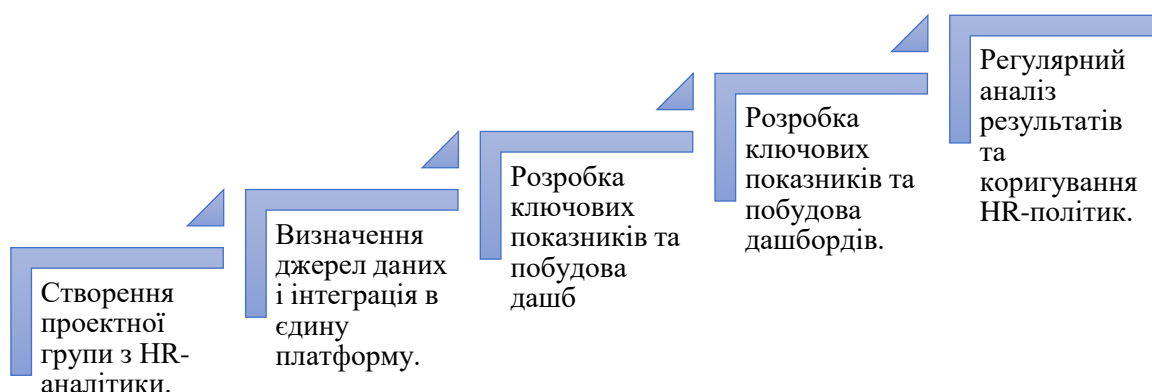 Створення
проектної
групи з HR-
аналітики.
Визначення
джерел даних
і інтеграція в
єдину
платформу.
Розробка
ключових
показників та
побудова
дашб
Розробка
ключових
показників та
побудова
дашбордів.
Регулярний
аналіз
результатів
та
коригування
HR-політик.